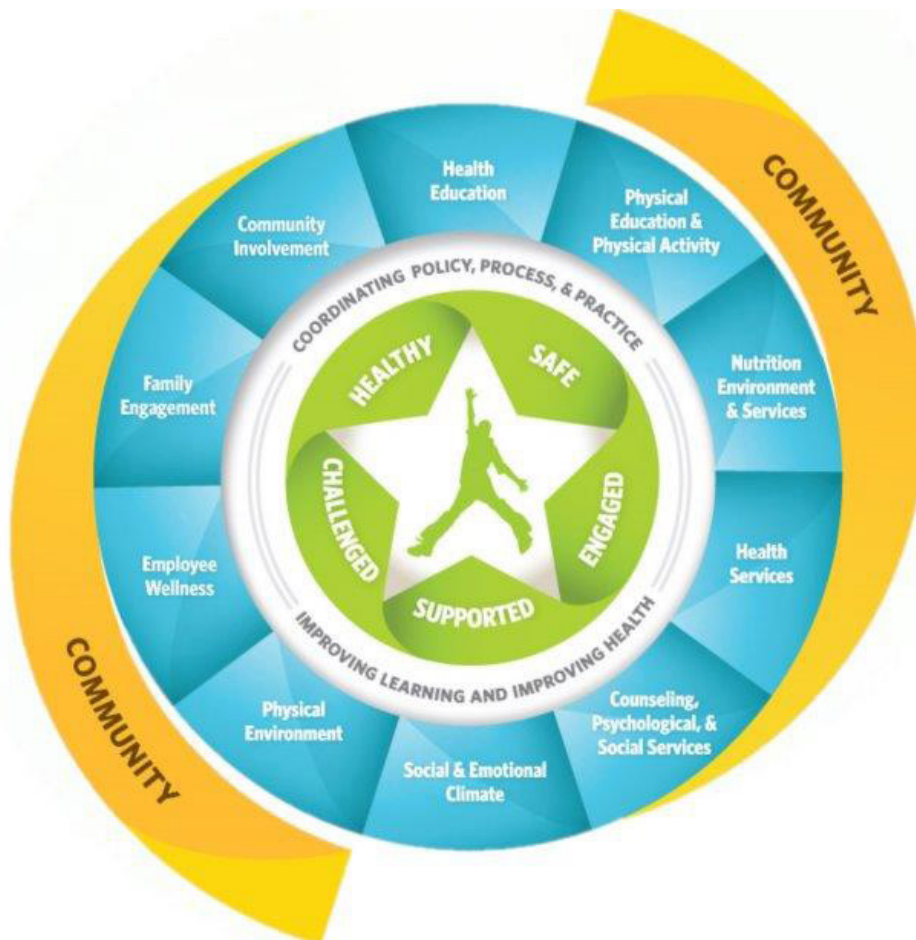 COMMUNITY
Health
Education
Physical
Education &
Physical Activity
Nutrition
Environment
& Services
Health
Services
Counseling,
Psychological, &
Social Services
Social & Emotional
Climate
Physical
Environment
Employee
Wellness
Family
Engagement
Community
Involvement
COORDINATING POLICY, PROCESS, & PRACTICE
IMPROVING LEARNING AND IMPROVING HEALTH
HEALTHY
SAFE
ENGAGED
SUPPORTED
CHALLENGED
COMMUNITY